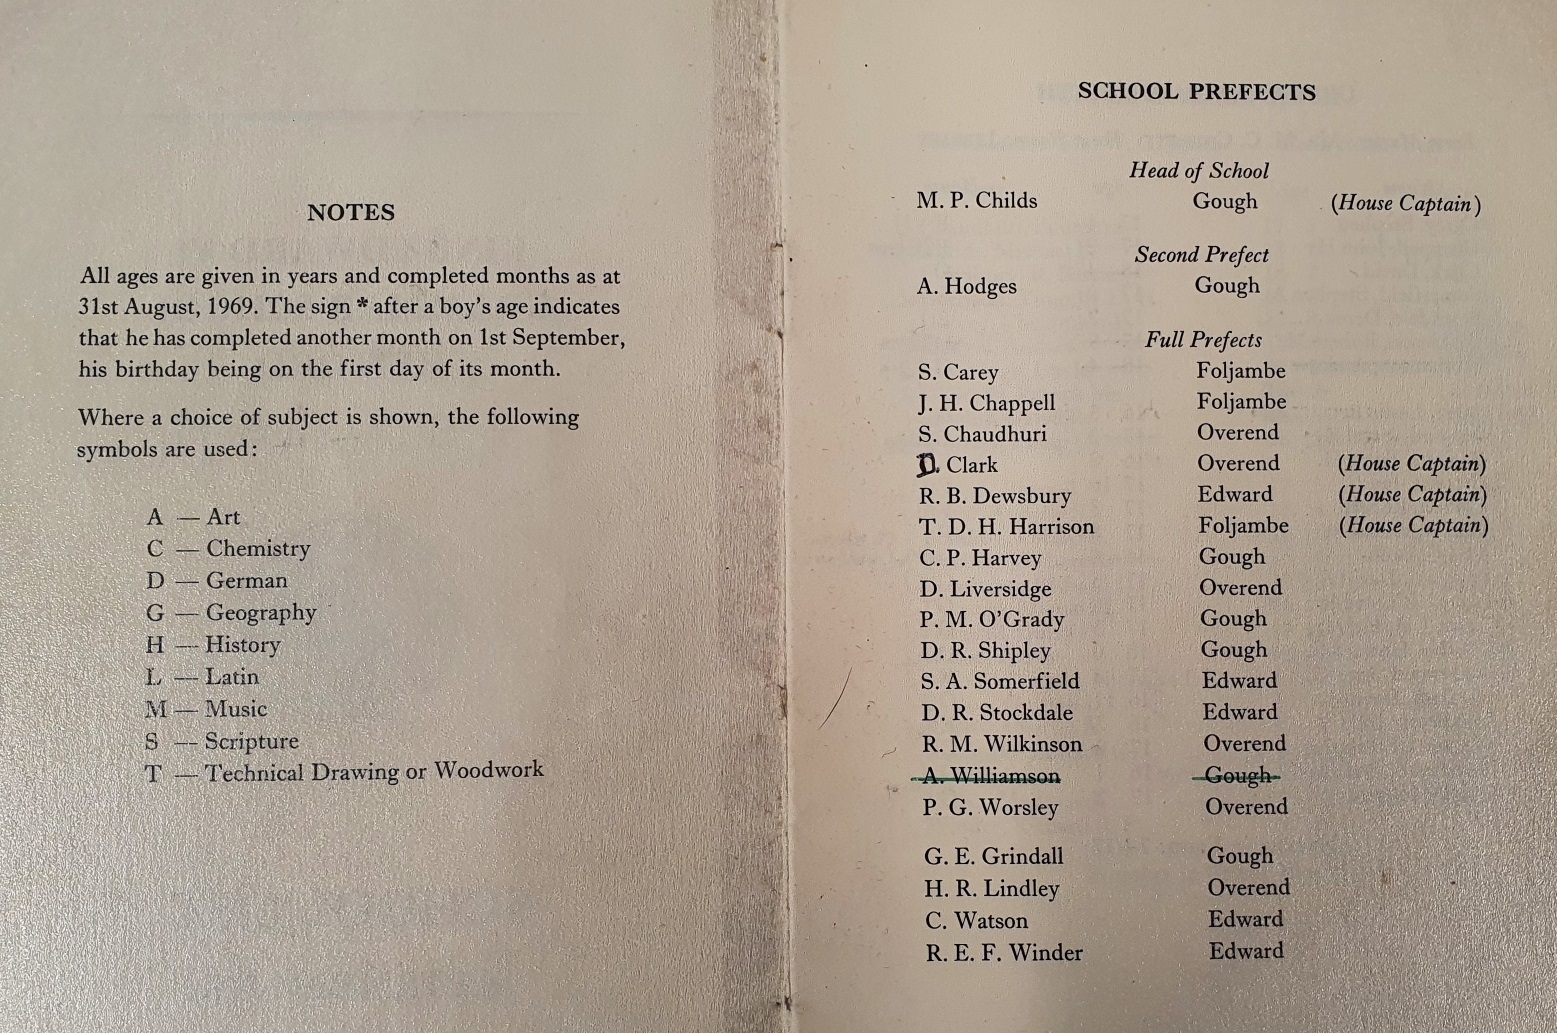 NOTES
All ages are given in years and completed months as at
31st August, 1969. The sign * after a boy's age indicates
that he has completed another month on 1st September,
his birthday being on the first day of its month.
Where a choice of subject is shown, the following
symbols are used:
A — Art
C — Chemistry
D — German
G — Geography
H — History
L — Latin
M — Music
S — Scripture
T — Technical Drawing or Woodwork
SCHOOL PREFECTS
Head of School
M. P. Childs Gough (House Captain)
Second Prefect
A. Hodges Gough
Full Prefects
S. Carey Foljambe
J. H. Chappell Foljambe
S. Chaudhuri Overend
D. Clark Overend (House Captain)
R. B. Dewsbury Edward (House Captain)
T. D. H. Harrison Foljambe (House Captain)
C. P. Harvey Gough
D. Liversidge Overend
P. M. O'Grady Gough
D. R. Shipley Gough
S. A. Somerfield Edward
D. R. Stockdale Edward
R. M. Wilkinson Overend
A. Williamson Gough
P. G. Worsley Overend
G. E. Grindall Gough
H. R. Lindley Overend
C. Watson Edward
R. E. F. Winder Edward